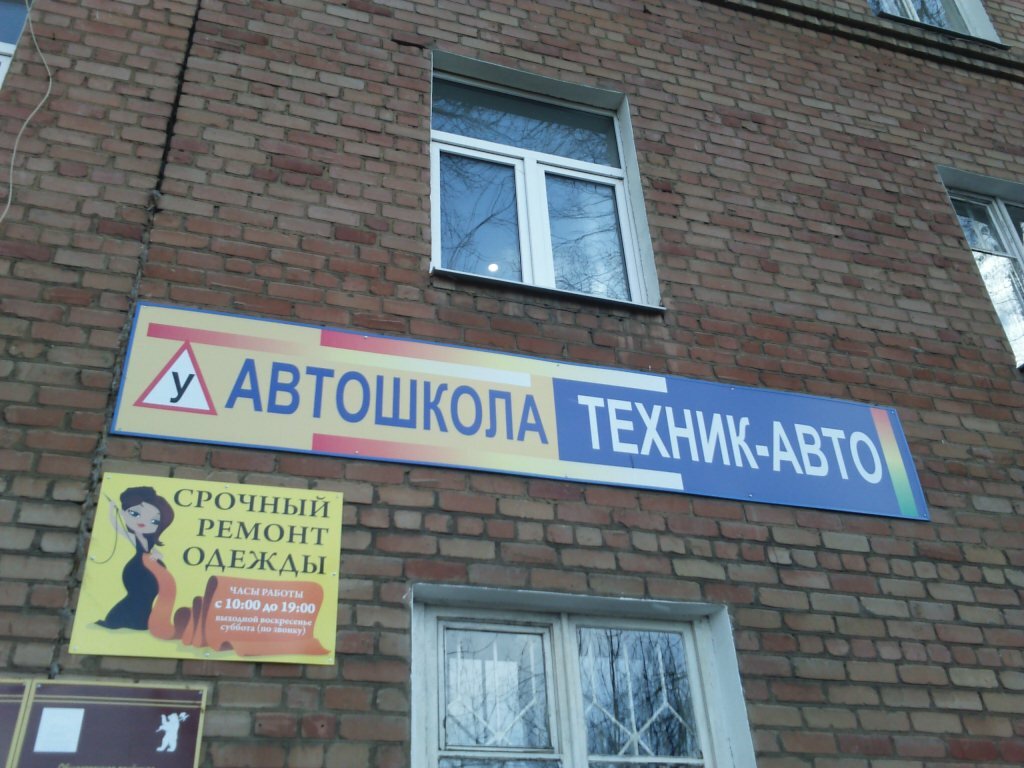 У АВТОШКОЛА ТЕХНИК-АВТО
СРОЧНЫЙ
РЕМОНТ
ОДЕЖДЫ
ЧАСЫ РАБОТЫ
с 10:00 до 19:00
выходной воскресенье
суббота (по звонку)